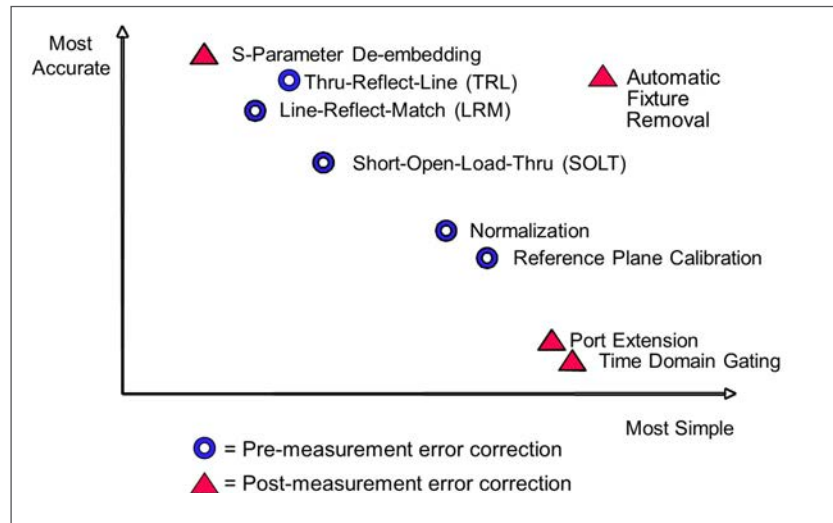 Most
Accurate
S-Parameter De-embedding
Thru-Reflect-Line (TRL)
Line-Reflect-Match (LRM)
Automatic
Fixture
Removal
Short-Open-Load-Thru (SOLT)
Normalization
Reference Plane Calibration
Port Extension
Time Domain Gating
Most Simple
= Pre-measurement error correction
= Post-measurement error correction